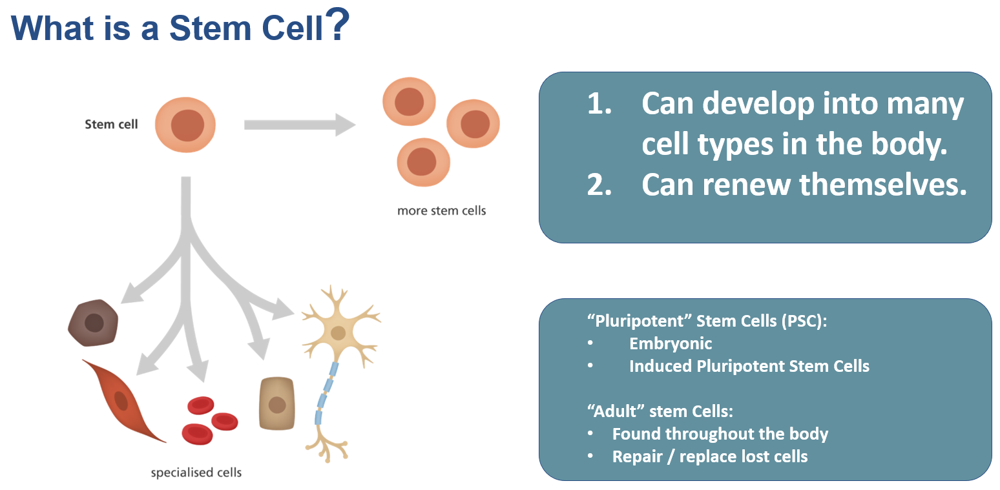 What is a Stem Cell?
Stem cell
more stem cells
specialised cells
1. Can develop into many
cell types in the body.
2. Can renew themselves.
“Pluripotent” Stem Cells (PSC):
• Embryonic
• Induced Pluripotent Stem Cells
“Adult” stem Cells:
• Found throughout the body
• Repair / replace lost cells